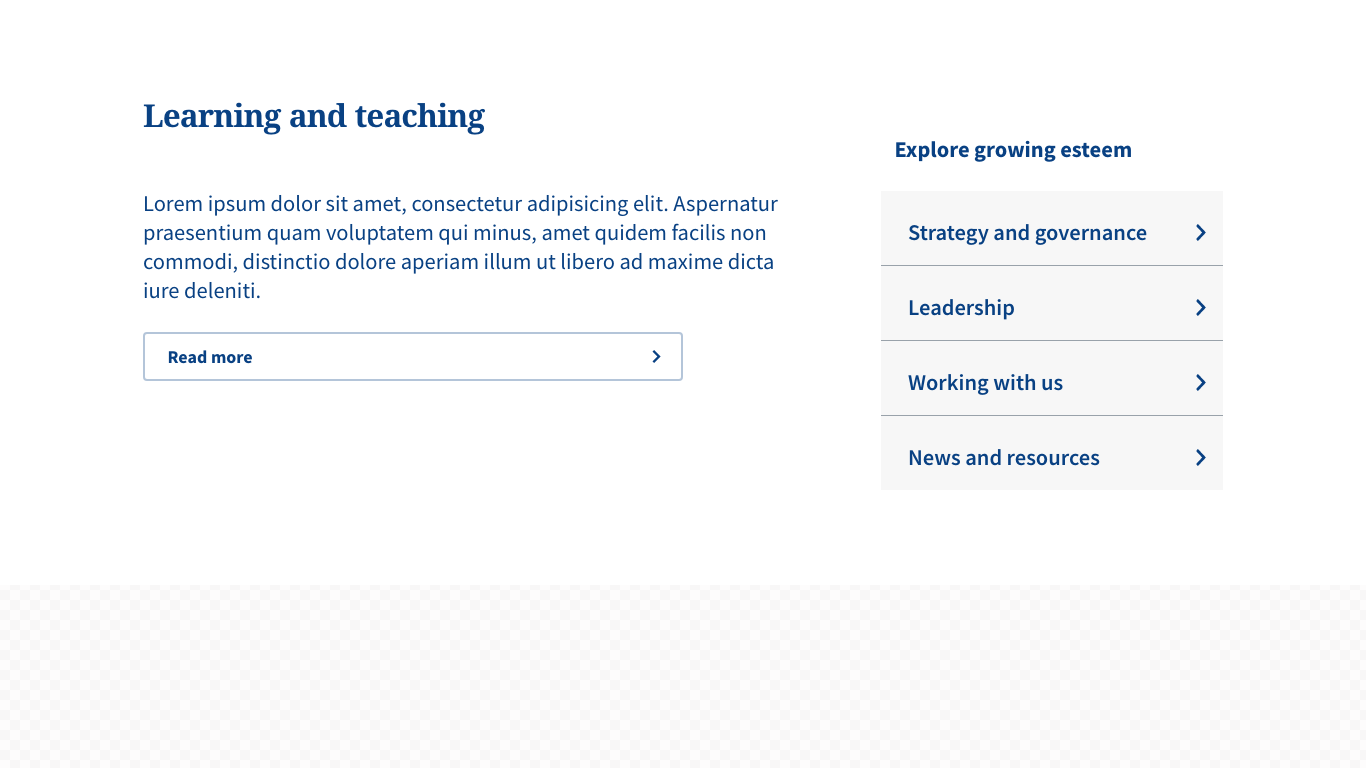 Learning and teaching
Lorem ipsum dolor sit amet, consectetur adipisicing elit. Aspernatur
praesentium quam voluptatem qui minus, amet quidem facilis non
commodi, distinctio dolore aperiam illum ut libero ad maxime dicta
iure deleniti.
Read more
Explore growing esteem
Strategy and governance
Leadership
Working with us
News and resources